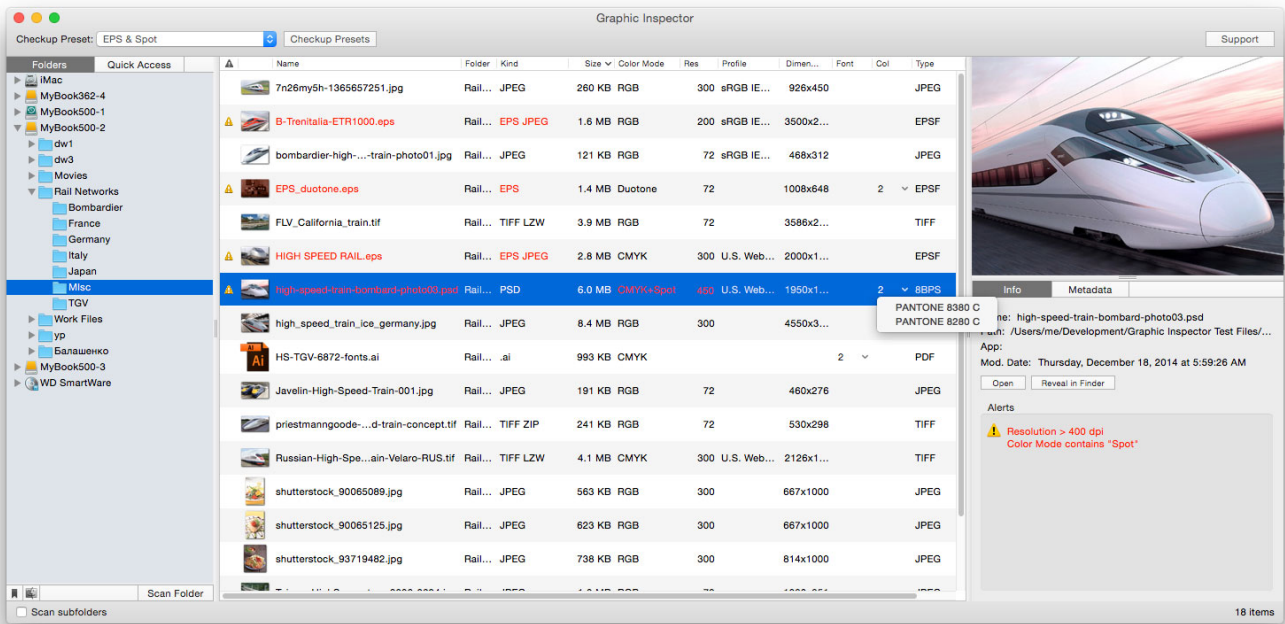 Graphic Inspector
Checkup Preset: EPS & Spot Checkup Presets Support
Folders Quick Access
iMac
MyBook362-4
MyBook500-1
MyBook500-2
dw1
dw3
Movies
Rail Networks
Bombardier
France
Germany
Italy
Japan
MIsc
TGV
Work Files
yp
Балашенко
MyBook500-3
WD SmartWare
Scan Folder
Scan subfolders
Name Folder Kind Size Color Mode Res Profile Dimen... Font Col Type
7n26my5h-1365657251.jpg Rail... JPEG 260 KB RGB 300 sRGB IE... 926x450 JPEG
B-Trenitalia-ETR1000.eps Rail... EPS JPEG 1.6 MB RGB 200 sRGB IE... 3500x2... EPSF
bombardier-high-...-train-photo01.jpg Rail... JPEG 121 KB RGB 72 sRGB IE... 468x312 JPEG
EPS_duotone.eps Rail... EPS 1.4 MB Duotone 72 1008x648 2 EPSF
FLV_California_train.tif Rail... TIFF LZW 3.9 MB RGB 72 3586x2... TIFF
HIGH SPEED RAIL.eps Rail... EPS JPEG 2.8 MB CMYK 300 U.S. Web... 2000x1... EPSF
high-speed-train-bombard-photo03.psd Rail... PSD 6.0 MB CMYK+Spot 450 U.S. Web... 1950x1... 2 8BPS
PANTONE 8380 C
PANTONE 8280 C
high_speed_train_ice_germany.jpg Rail... JPEG 8.4 MB RGB 300 4550x3...
HS-TGV-6872-fonts.ai Rail... .ai 993 KB CMYK 2 PDF
Javelin-High-Speed-Train-001.jpg Rail... JPEG 191 KB RGB 72 460x276 JPEG
priestmanngoode-...d-train-concept.tif Rail... TIFF ZIP 241 KB RGB 72 530x298 TIFF
Russian-High-Spe...ain-Velaro-RUS.tif Rail... TIFF LZW 4.1 MB CMYK 300 U.S. Web... 2126x1... TIFF
shutterstock_90065089.jpg Rail... JPEG 563 KB RGB 300 667x1000 JPEG
shutterstock_90065125.jpg Rail... JPEG 623 KB RGB 300 667x1000 JPEG
shutterstock_93719482.jpg Rail... JPEG 738 KB RGB 300 814x1000 JPEG
Info Metadata
high-speed-train-bombard-photo03.psd
/Users/me/Development/Graphic Inspector Test Files/...
App:
Mod. Date: Thursday, December 18, 2014 at 5:59:26 AM
Open Reveal in Finder
Alerts
Resolution > 400 dpi
Color Mode contains "Spot"
18 items